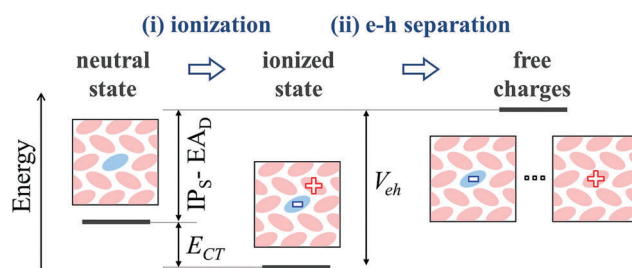 (i) ionization (ii) e-h separation
neutral state
ionized state
free charges
Energy
IP_S- EA_D
E_CT
V_eh